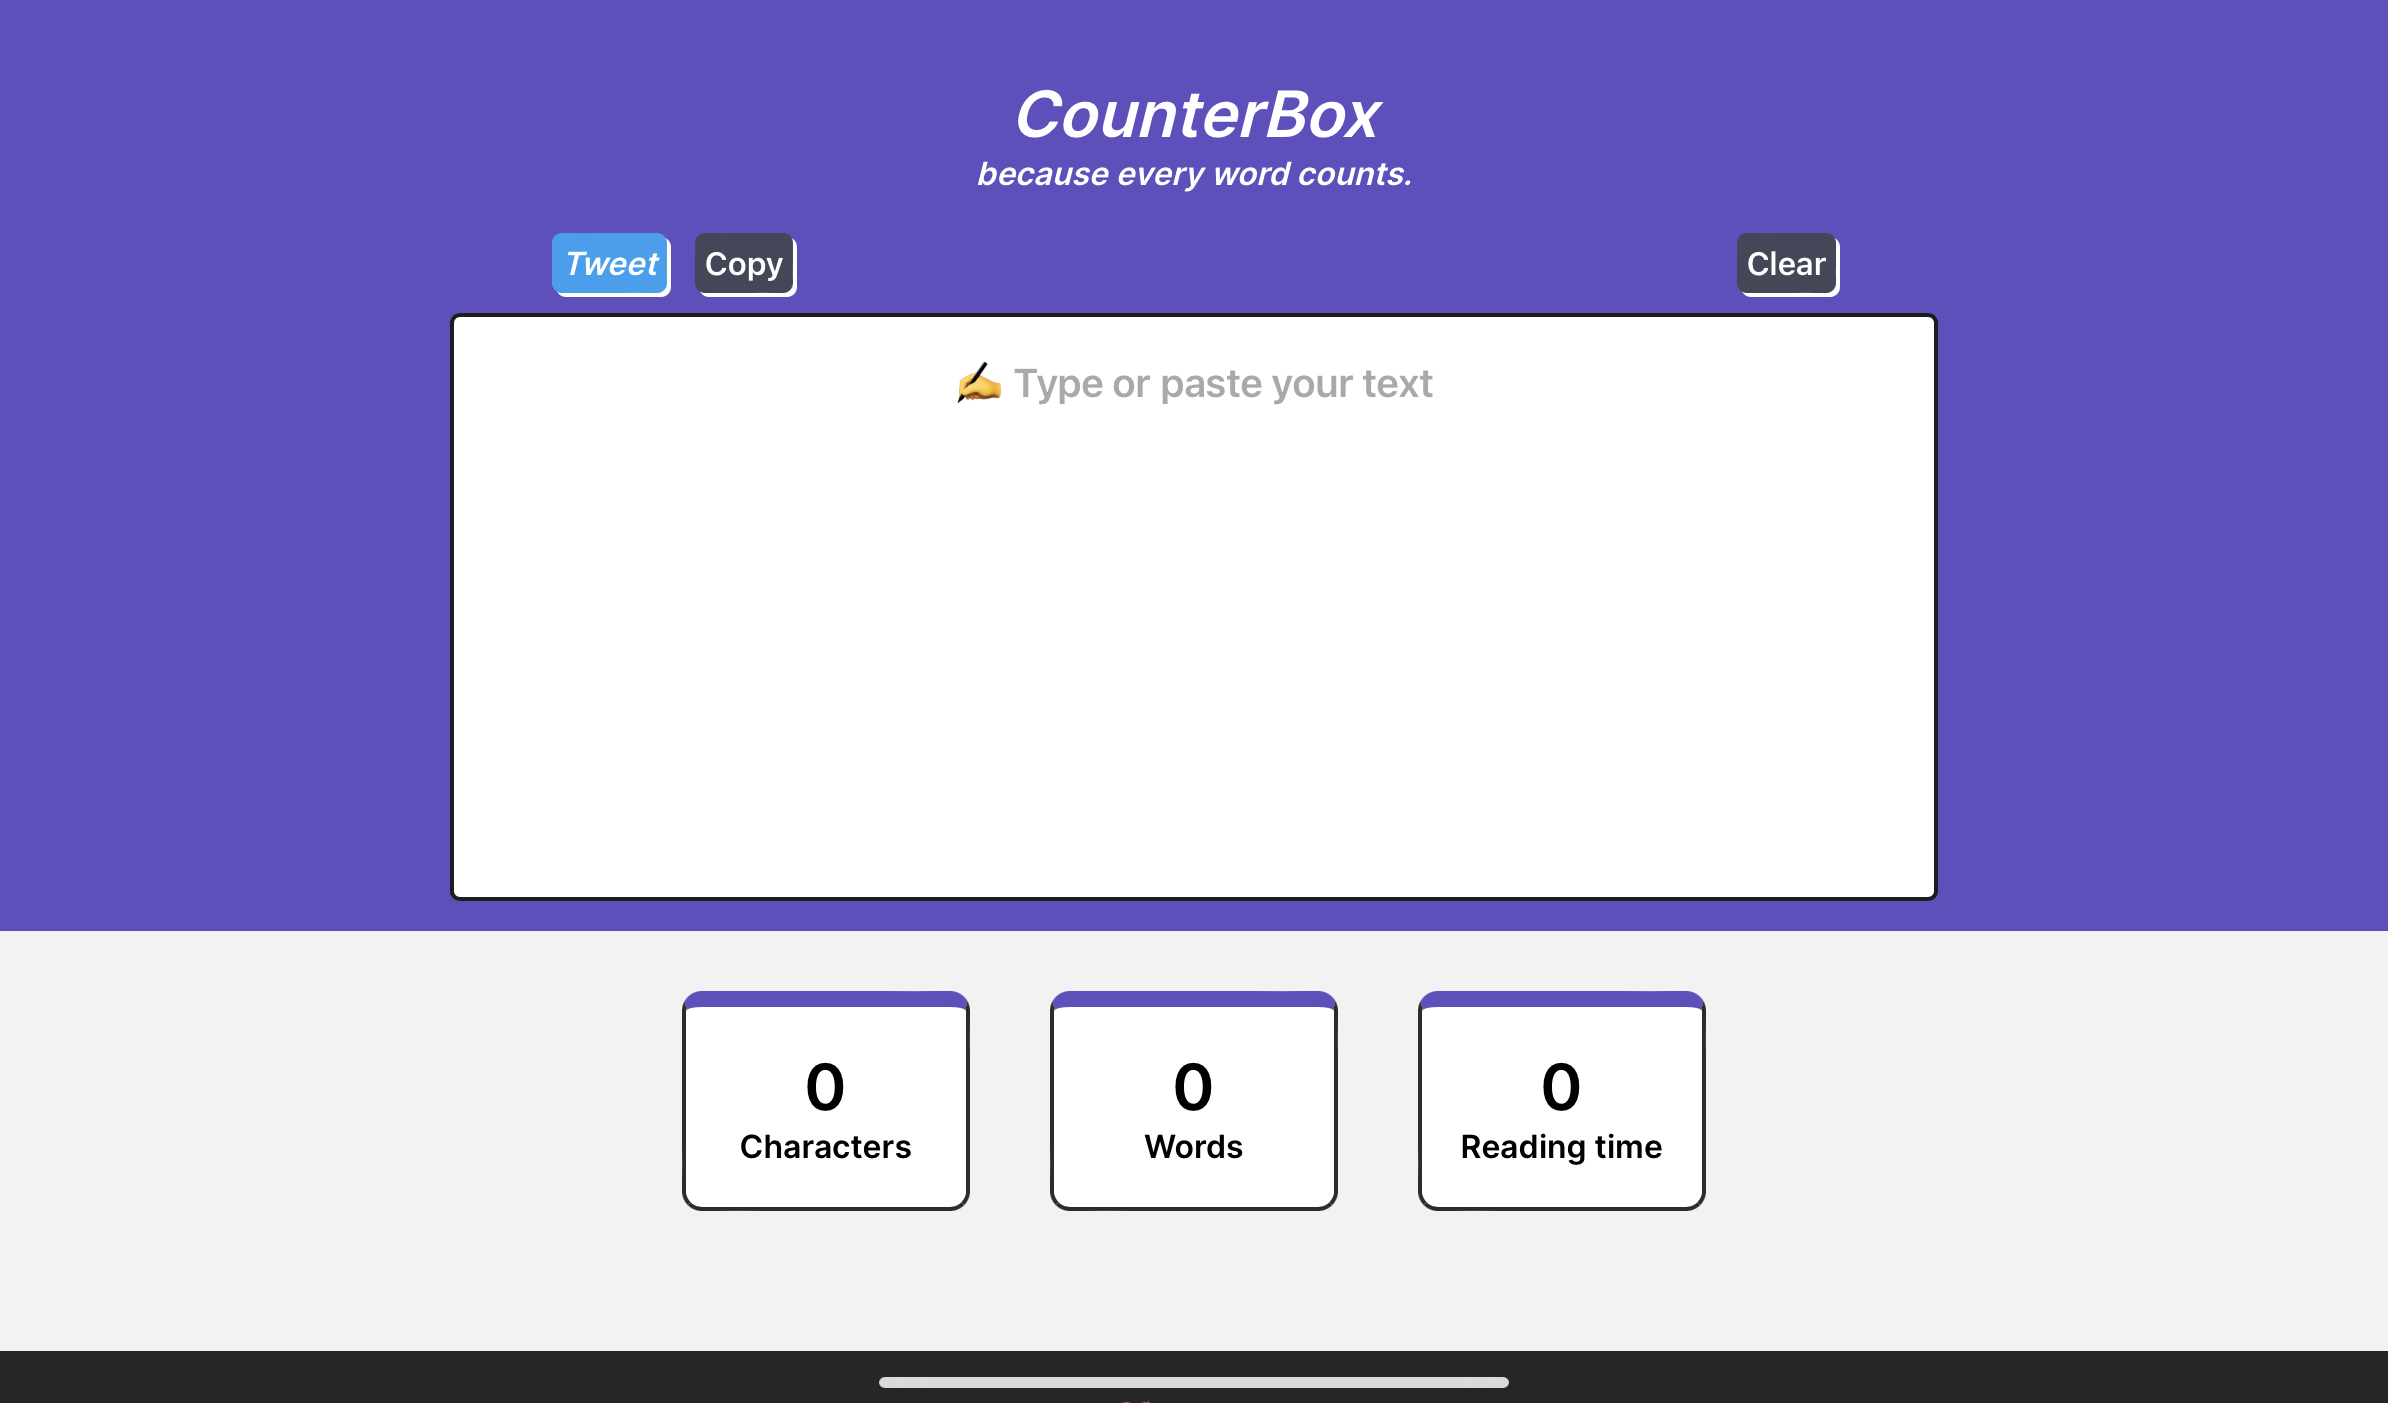 CounterBox
because every word counts.
Tweet Copy Clear
✍️ Type or paste your text
0 0 0
Characters Words Reading time